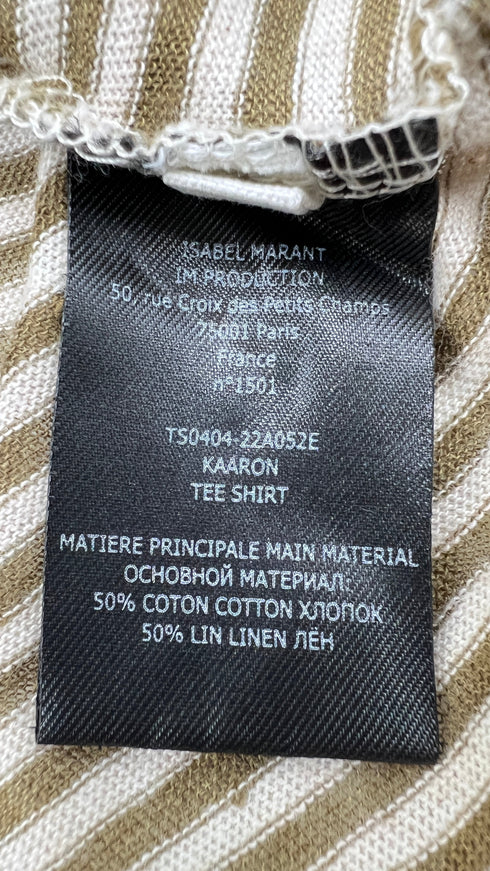 ISABEL MARANT
IM PRODUCTION
50, rue Croix des Petits Champs
75001 Paris
France
n°1501
TS0404-22A052E
KAARON
TEE SHIRT
MATIERE PRINCIPALE MAIN MATERIAL
ОСНОВНОЙ МАТЕРИАЛ:
50% COTON COTTON ХЛОПОК
50% LIN LINEN ЛЁН